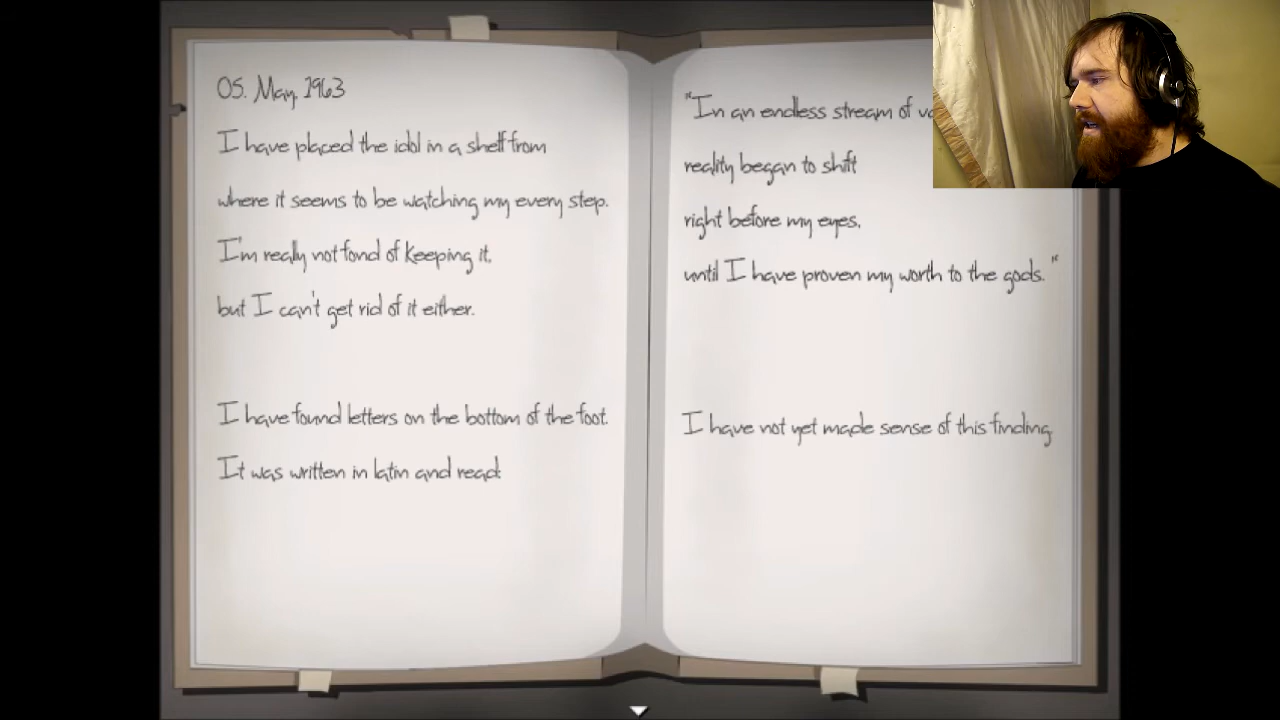 05. May. 1963
I have placed the idol in a shelf from
where it seems to be watching my every step.
I'm really not fond of keeping it,
but I can't get rid of it either.
I have found letters on the bottom of the foot.
It was written in latin and read:
"In an endless stream of
reality began to shift
right before my eyes,
until I have proven my worth to the gods."
I have not yet made sense of this finding.